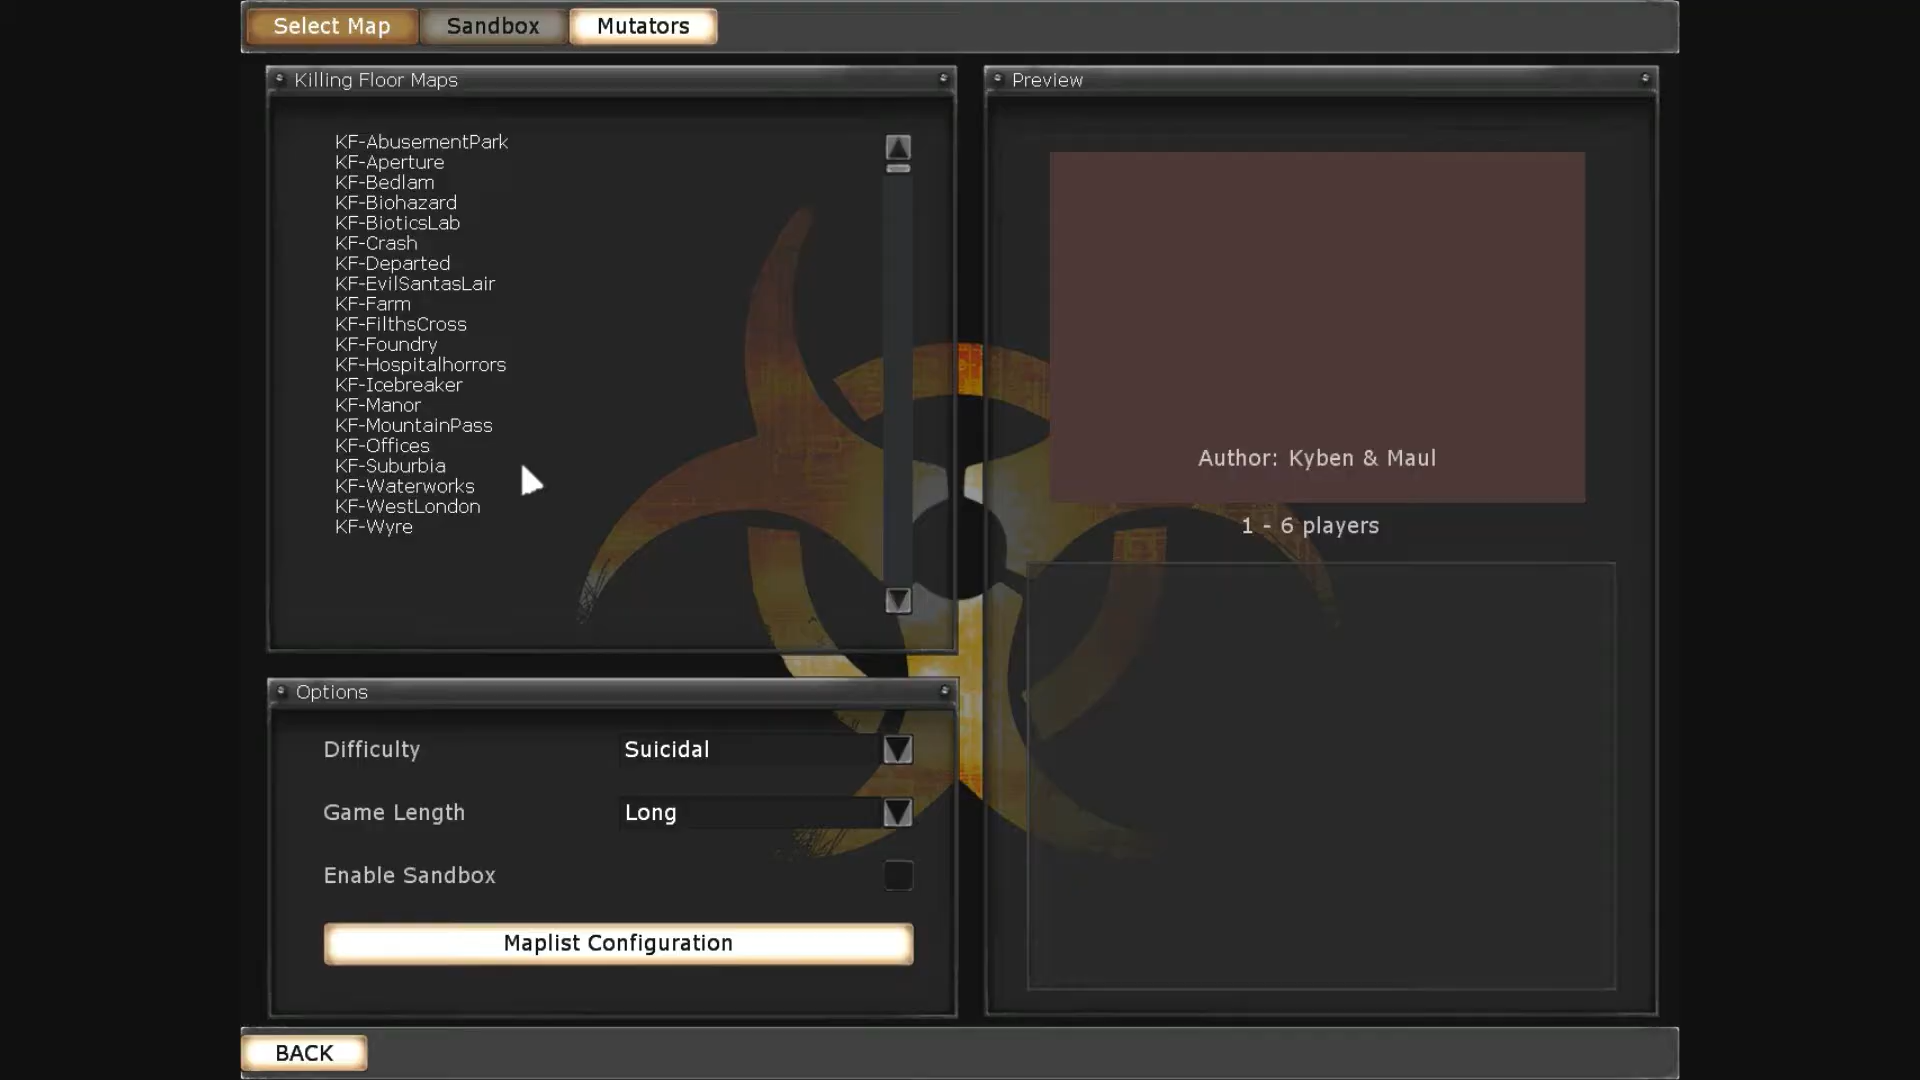 Select Map
Sandbox
Mutators
Killing Floor Maps
KF-AbusementPark
KF-Aperture
KF-Bedlam
KF-Biohazard
KF-BioticsLab
KF-Crash
KF-Departed
KF-EvilSantasLair
KF-Farm
KF-FilthsCross
KF-Foundry
KF-Hospitalhorrors
KF-Icebreaker
KF-Manor
KF-MountainPass
KF-Offices
KF-Suburbia
KF-Waterworks
KF-WestLondon
KF-Wyre
Preview
Author: Kyben & Maul
1 - 6 players
Options
Difficulty
Suicidal
Game Length
Long
Enable Sandbox
Maplist Configuration
BACK